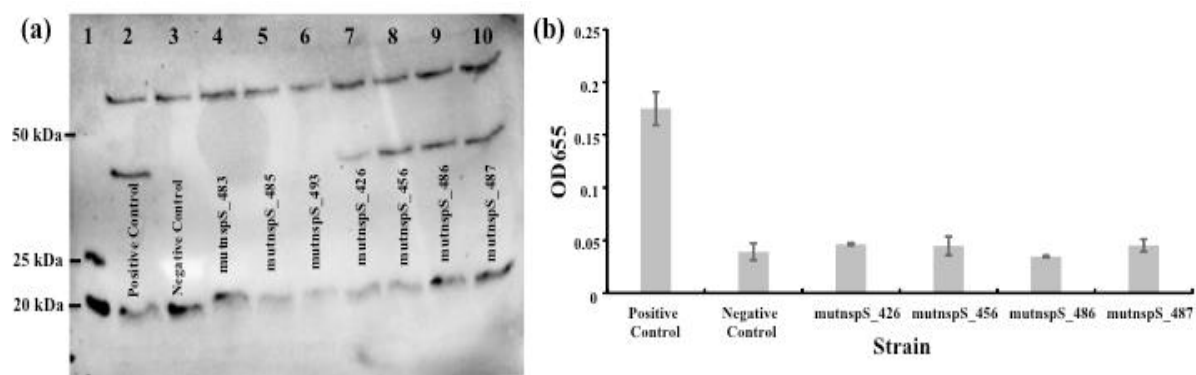 (a)
1 2 3 4 5 6 7 8 9 10
50 kDa
25 kDa
20 kDa
Positive Control
Negative Control
mutnspS_483
mutnspS_485
mutnspS_493
mutnspS_426
mutnspS_456
mutnspS_486
mutnspS_487
(b)
OD655
0.25
0.2
0.15
0.1
0.05
0
Positive
Control
Negative
Control
mutnspS_426
mutnspS_456
mutnspS_486
mutnspS_487
Strain